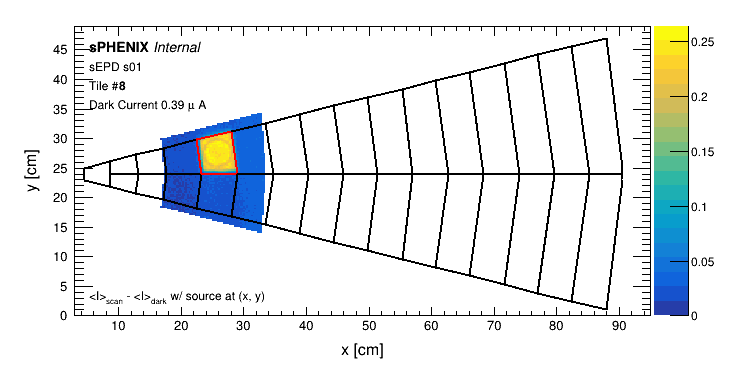 sPHENIX Internal
sEPD s01
Tile #8
Dark Current 0.39 μ A
<I>scan - <I>dark w/ source at (x, y)
y [cm]
45
40
35
30
25
20
15
10
5
0
10 20 30 40 50 60 70 80 90
x [cm]
0.25
0.2
0.15
0.1
0.05
0